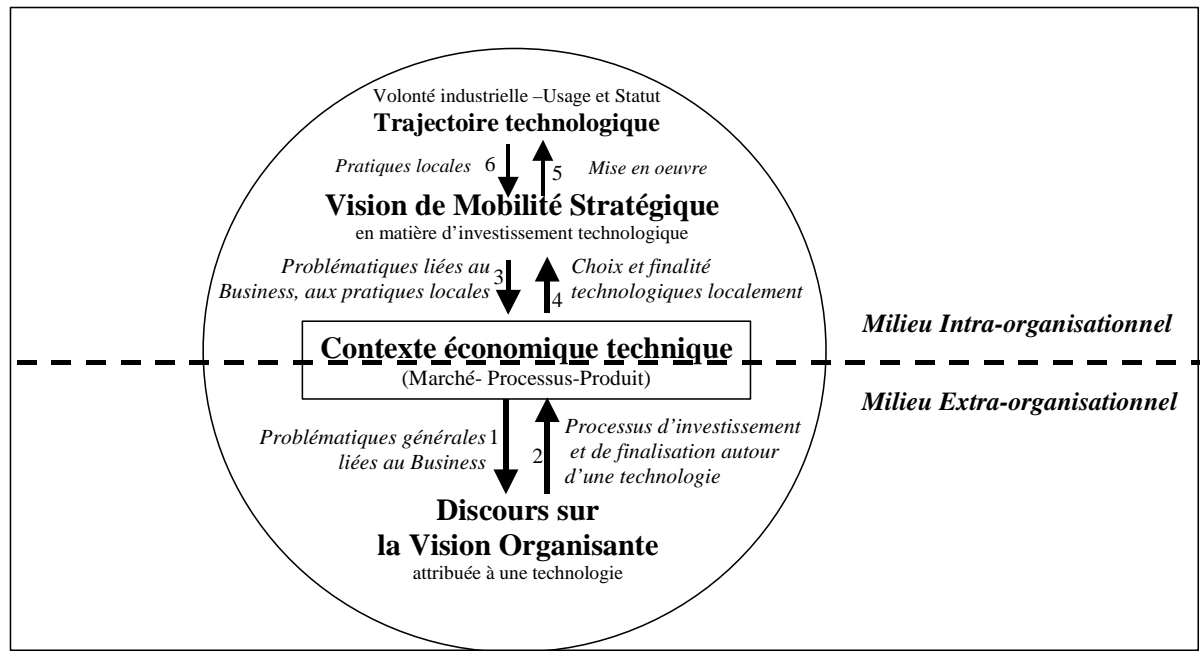 Volonté industrielle –Usage et Statut
Trajectoire technologique
Pratiques locales 6
5 Mise en oeuvre
Vision de Mobilité Stratégique
en matière d'investissement technologique
Problématiques liées au
Business, aux pratiques locales
3
4
Choix et finalité
technologiques localement
Milieu Intra-organisationnel
Contexte économique technique
(Marché- Processus-Produit)
Milieu Extra-organisationnel
Problématiques générales
liées au Business
1
2
Processus d'investissement
et de finalisation autour
d'une technologie
Discours sur
la Vision Organisante
attribuée à une technologie